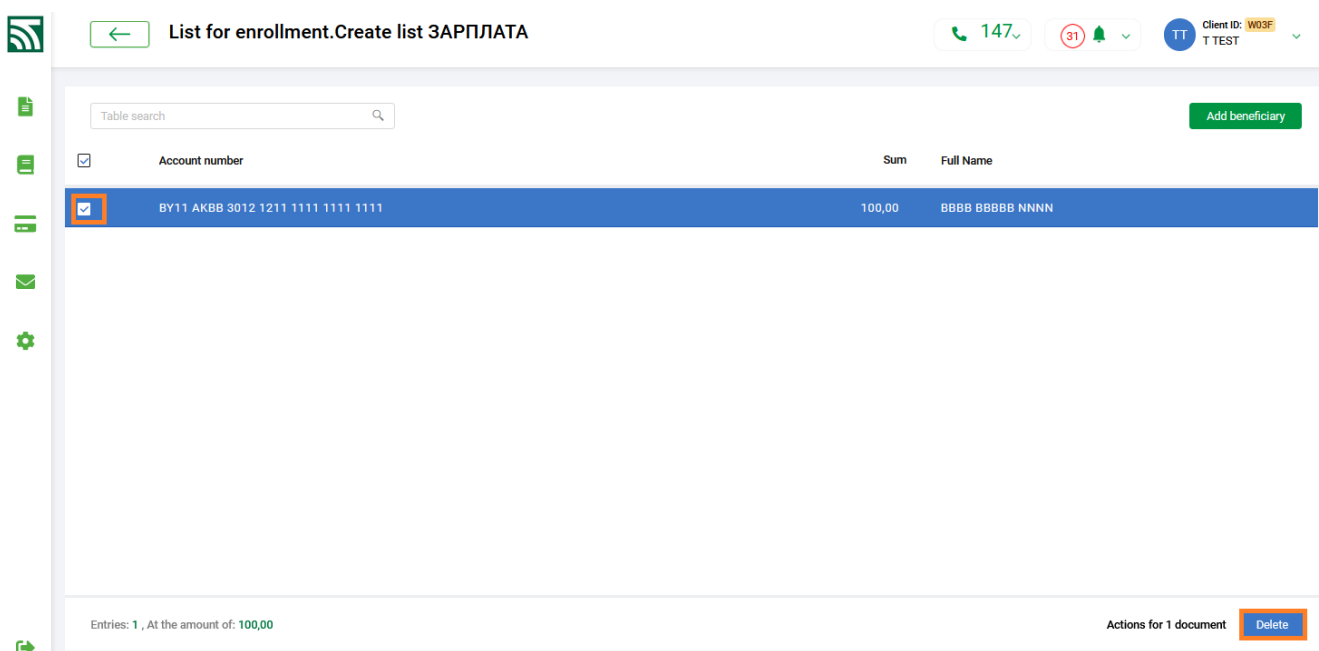 List for enrollment.Create list ЗАРПЛАТА
147
31
TT
Client ID: W03F
T TEST
Table search
Add beneficiary
Account number
Sum
Full Name
BY11 AKBB 3012 1211 1111 1111 1111
100,00
BBBB BBBBB NNNN
Entries: 1 , At the amount of: 100,00
Actions for 1 document
Delete